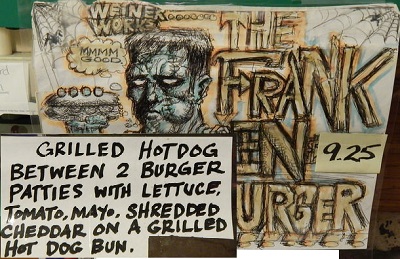 WEINER
WORKS
MMMM
GOOD
THE
FRANK
EN
9.25
URGER
GRILLED HOTDOG
BETWEEN 2 BURGER
PATTIES WITH LETTUCE,
TOMATO, MAYO. SHREDDED
CHEDDAR ON A GRILLED
HOT DOG BUN.